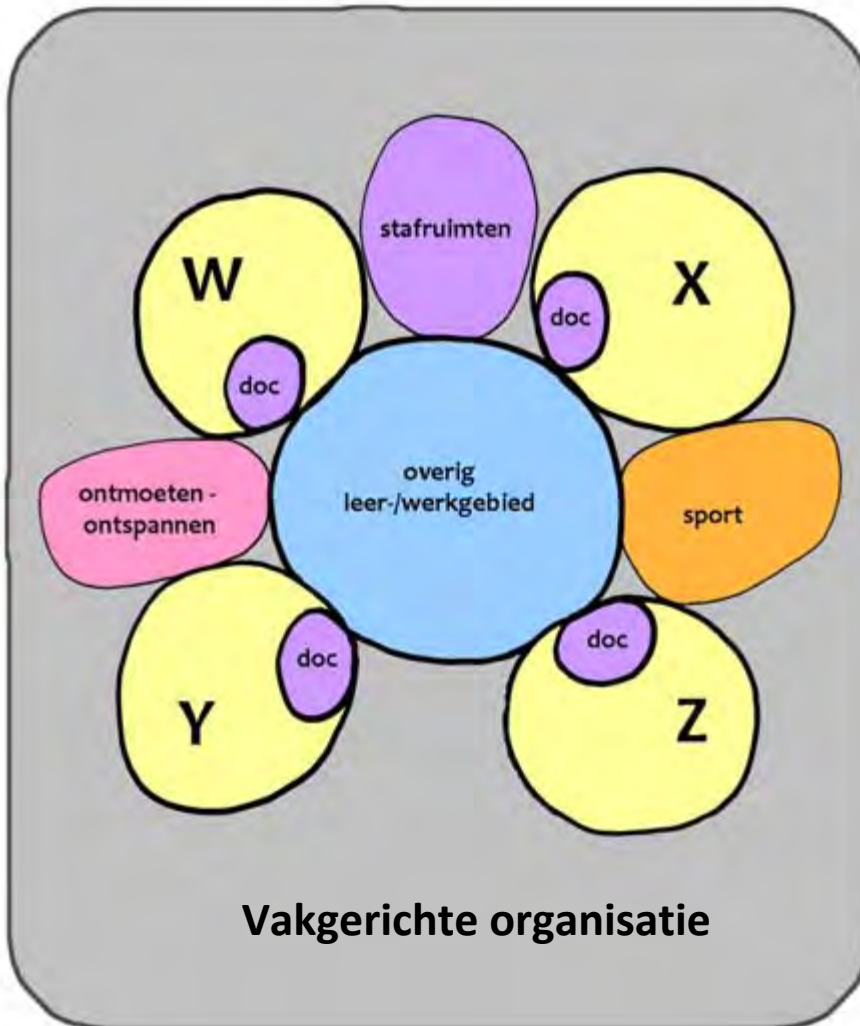 stafruimten
W
X
doc
doc
overig
leer-/werkgebied
ontmoeten -
ontspannen
sport
doc
doc
Y
Z
Vakgerichte organisatie